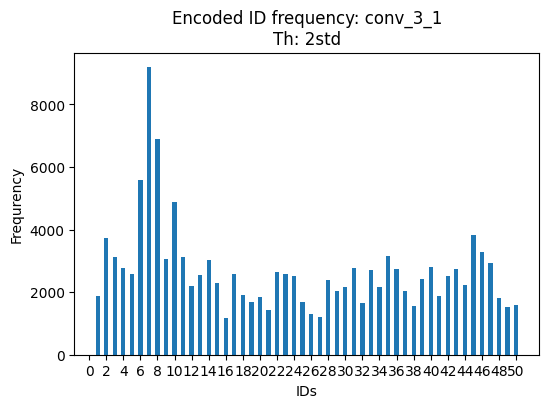 Encoded ID frequency: conv_3_1
Th: 2std
8000
6000
4000
2000
0
Frequrency
0 2 4 6 8 10 12 14 16 18 20 22 24 26 28 30 32 34 36 38 40 42 44 46 48 50
IDs